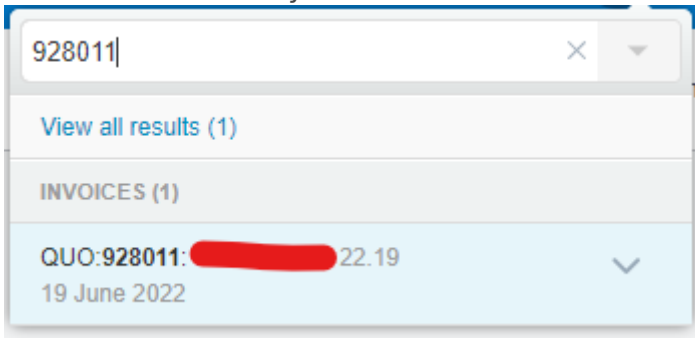 928011
View all results (1)
INVOICES (1)
QUO:928011: 22.19
19 June 2022